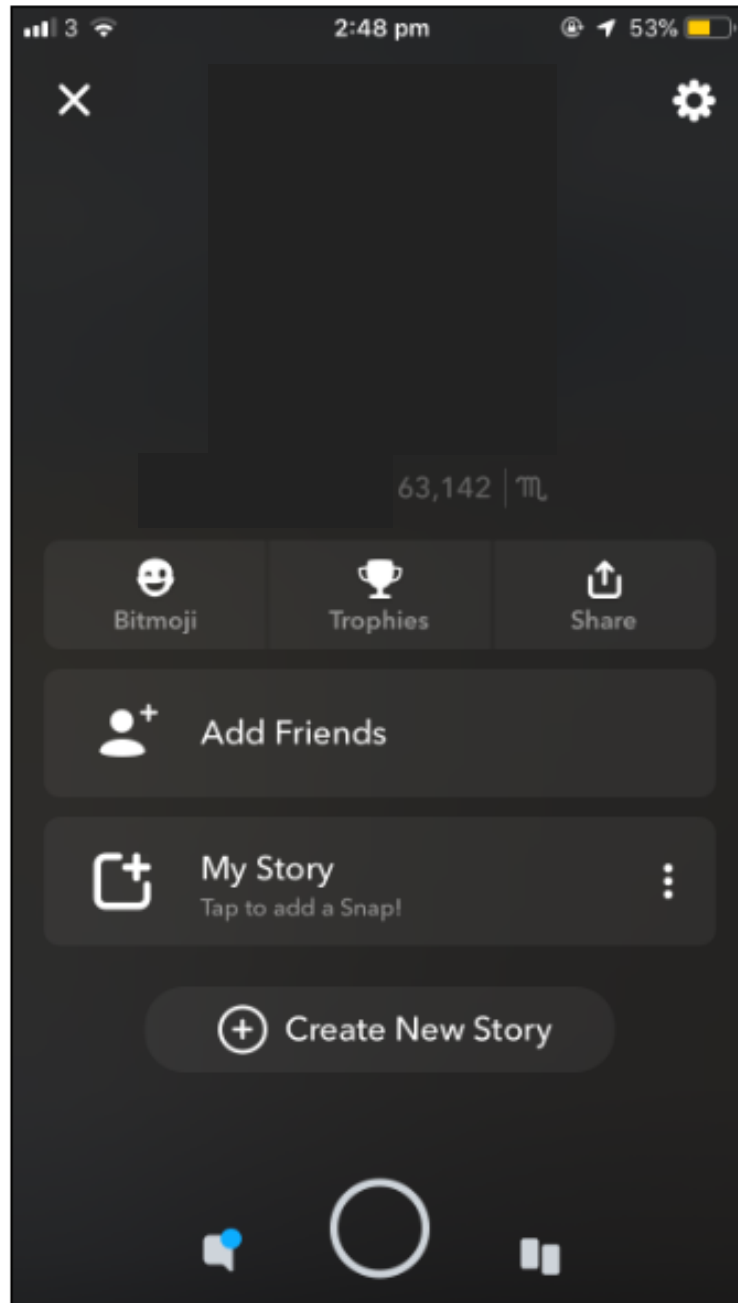 3 2:48 pm 53%
63,142 | ♏
Bitmoji Trophies Share
Add Friends
My Story
Tap to add a Snap!
Create New Story